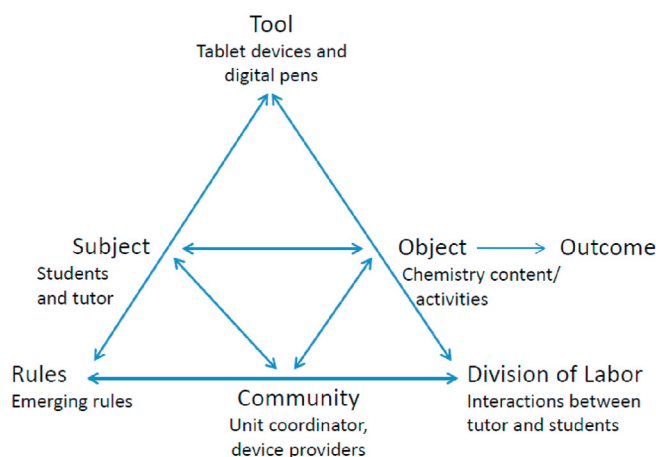 Tool
Tablet devices and
digital pens
Subject
Students
and tutor
Object
Chemistry content/
activities
Outcome
Rules
Emerging rules
Community
Unit coordinator,
device providers
Division of Labor
Interactions between
tutor and students